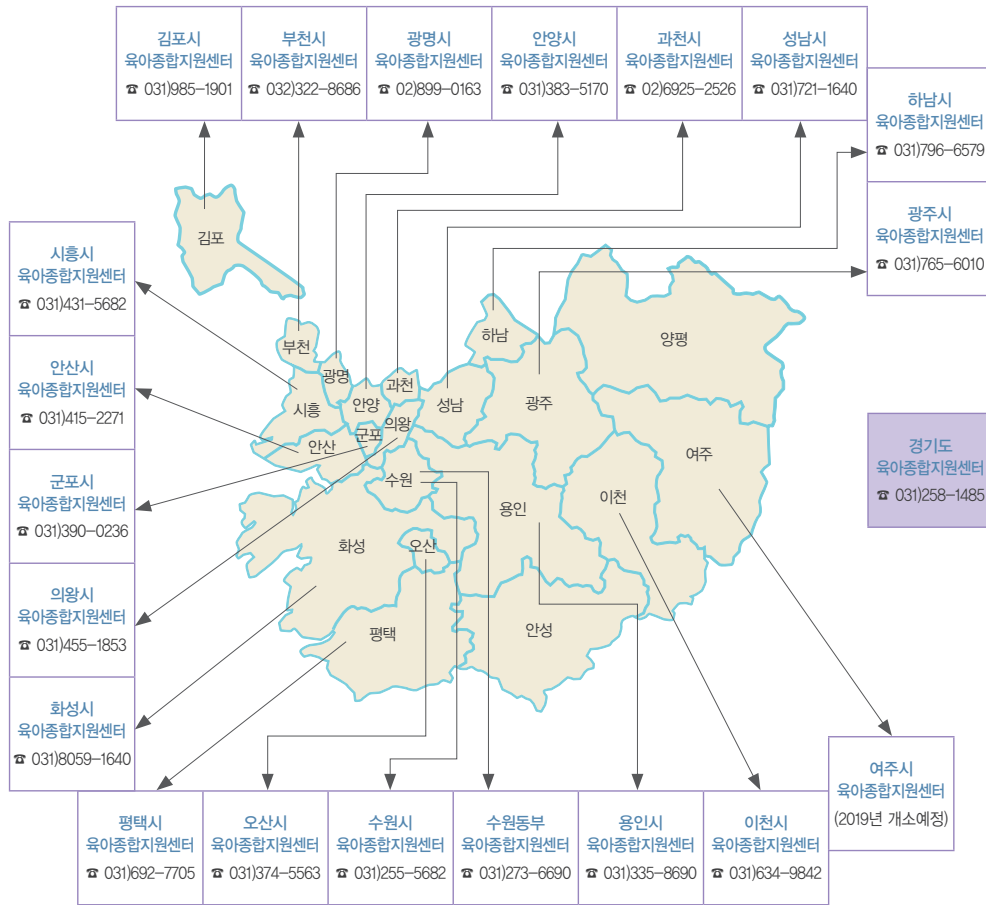 김포시
육아종합지원센터
☎ 031)985-1901
부천시
육아종합지원센터
☎ 032)322-8686
광명시
육아종합지원센터
☎ 02)899-0163
안양시
육아종합지원센터
☎ 031)383-5170
과천시
육아종합지원센터
☎ 02)6925-2526
성남시
육아종합지원센터
☎ 031)721-1640
하남시
육아종합지원센터
☎ 031)796-6579
광주시
육아종합지원센터
☎ 031)765-6010
경기도
육아종합지원센터
☎ 031)258-1485
시흥시
육아종합지원센터
☎ 031)431-5682
안산시
육아종합지원센터
☎ 031)415-2271
군포시
육아종합지원센터
☎ 031)390-0236
의왕시
육아종합지원센터
☎ 031)455-1853
화성시
육아종합지원센터
☎ 031)8059-1640
김포
부천
광명
하남
양평
시흥
안양
과천
성남
광주
안산
군포
의왕
여주
수원
용인
이천
화성
오산
평택
안성
평택시
육아종합지원센터
☎ 031)692-7705
오산시
육아종합지원센터
☎ 031)374-5563
수원시
육아종합지원센터
☎ 031)255-5682
수원동부
육아종합지원센터
☎ 031)273-6690
용인시
육아종합지원센터
☎ 031)335-8690
이천시
육아종합지원센터
☎ 031)634-9842
여주시
육아종합지원센터
(2019년 개소예정)